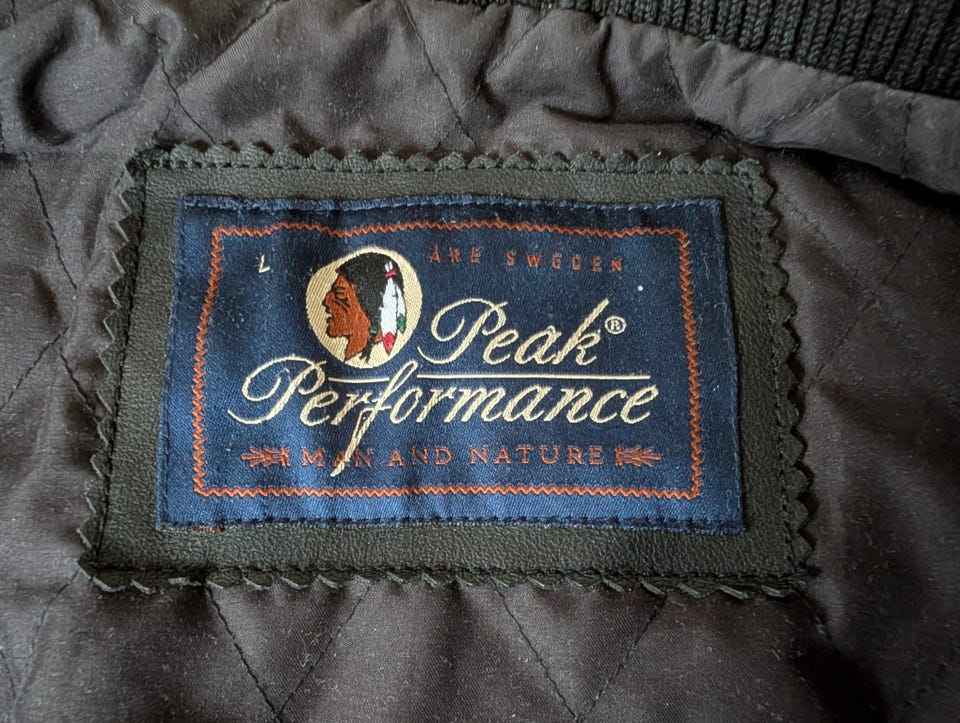 L
ÅRE SWEDEN
Peak®
Performance
MAN AND NATURE